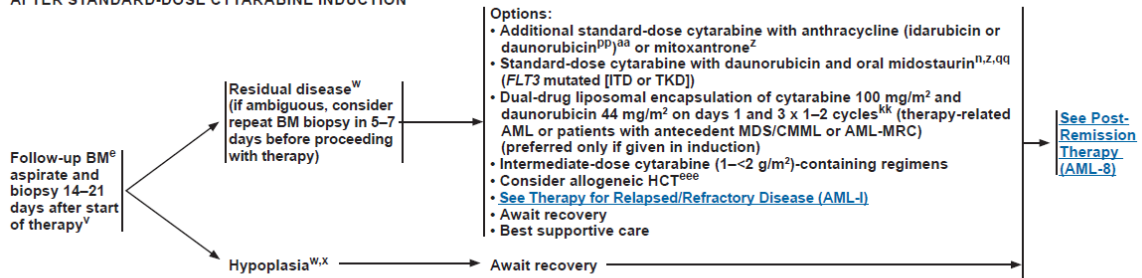 AFTER STANDARD-DOSE CYTARABINE INDUCTION
Follow-up BMᵉ
aspirate and
biopsy 14–21
days after start
of therapyᵛ
Residual diseaseʷ
(if ambiguous, consider
repeat BM biopsy in 5–7
days before proceeding
with therapy)
Options:
• Additional standard-dose cytarabine with anthracycline (idarubicin or
daunorubicinᵖᵖ)ᵃᵃ or mitoxantroneᶻ
• Standard-dose cytarabine with daunorubicin and oral midostaurinⁿ,ᶻ,qq
(FLT3 mutated [ITD or TKD])
• Dual-drug liposomal encapsulation of cytarabine 100 mg/m² and
daunorubicin 44 mg/m² on days 1 and 3 x 1–2 cyclesᵏᵏ (therapy-related
AML or patients with antecedent MDS/CMML or AML-MRC)
(preferred only if given in induction)
• Intermediate-dose cytarabine (1–<2 g/m²)-containing regimens
• Consider allogeneic HCTᵉᵉᵉ
• See Therapy for Relapsed/Refractory Disease (AML-I)
• Await recovery
• Best supportive care
See Post-
Remission
Therapy
(AML-8)
Hypoplasiaʷ,ˣ
Await recovery